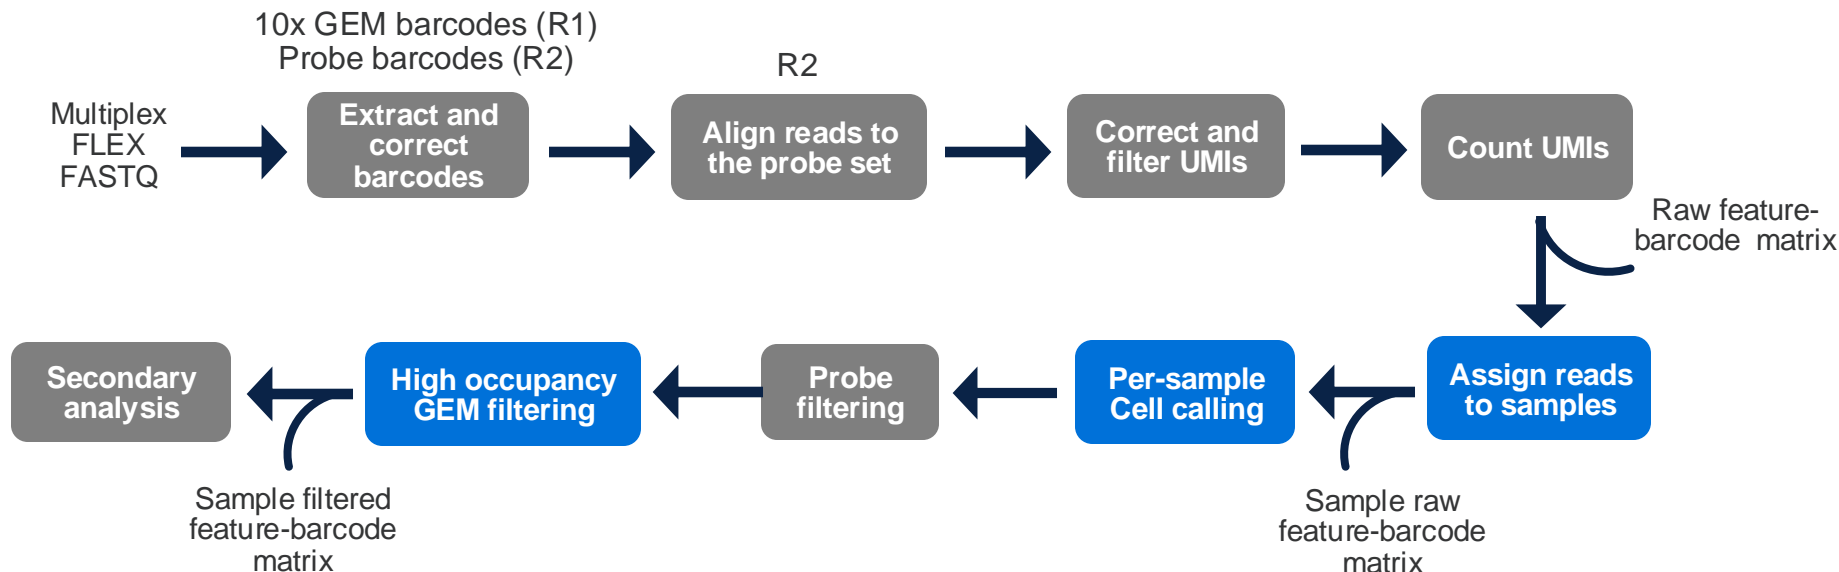 10x GEM barcodes (R1)
Probe barcodes (R2)
R2
Multiplex
FLEX
FASTQ
Extract and
correct
barcodes
Align reads to
the probe set
Correct and
filter UMIs
Count UMIs
Raw feature-
barcode matrix
Assign reads
to samples
Sample raw
feature-barcode
matrix
Per-sample
Cell calling
Probe
filtering
High occupancy
GEM filtering
Sample filtered
feature-barcode
matrix
Secondary
analysis